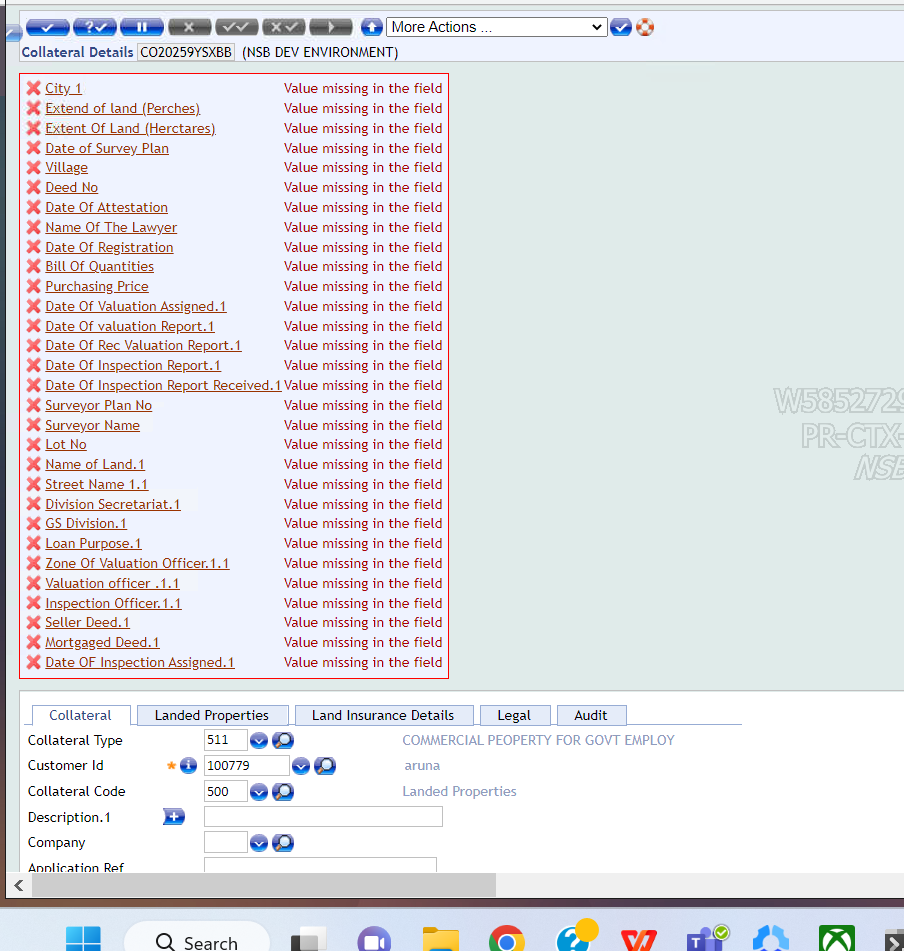 More Actions ...
Collateral Details CO20259YSXBB (NSB DEV ENVIRONMENT)
City 1 Value missing in the field
Extend of land (Perches) Value missing in the field
Extent Of Land (Herctares) Value missing in the field
Date of Survey Plan Value missing in the field
Village Value missing in the field
Deed No Value missing in the field
Date Of Attestation Value missing in the field
Name Of The Lawyer Value missing in the field
Date Of Registration Value missing in the field
Bill Of Quantities Value missing in the field
Purchasing Price Value missing in the field
Date Of Valuation Assigned.1 Value missing in the field
Date Of valuation Report.1 Value missing in the field
Date Of Rec Valuation Report.1 Value missing in the field
Date Of Inspection Report.1 Value missing in the field
Date Of Inspection Report Received.1 Value missing in the field
Surveyor Plan No Value missing in the field
Surveyor Name Value missing in the field
Lot No Value missing in the field
Name of Land.1 Value missing in the field
Street Name 1.1 Value missing in the field
Division Secretariat.1 Value missing in the field
GS Division.1 Value missing in the field
Loan Purpose.1 Value missing in the field
Zone Of Valuation Officer.1.1 Value missing in the field
Valuation officer .1.1 Value missing in the field
Inspection Officer.1.1 Value missing in the field
Seller Deed.1 Value missing in the field
Mortgaged Deed.1 Value missing in the field
Date OF Inspection Assigned.1 Value missing in the field
W5852729
PR-CTX-
NSB
Collateral Landed Properties Land Insurance Details Legal Audit
Collateral Type 511 COMMERCIAL PEOPERTY FOR GOVT EMPLOY
Customer Id 100779 aruna
Collateral Code 500 Landed Properties
Description.1
Company
Application Ref
Search